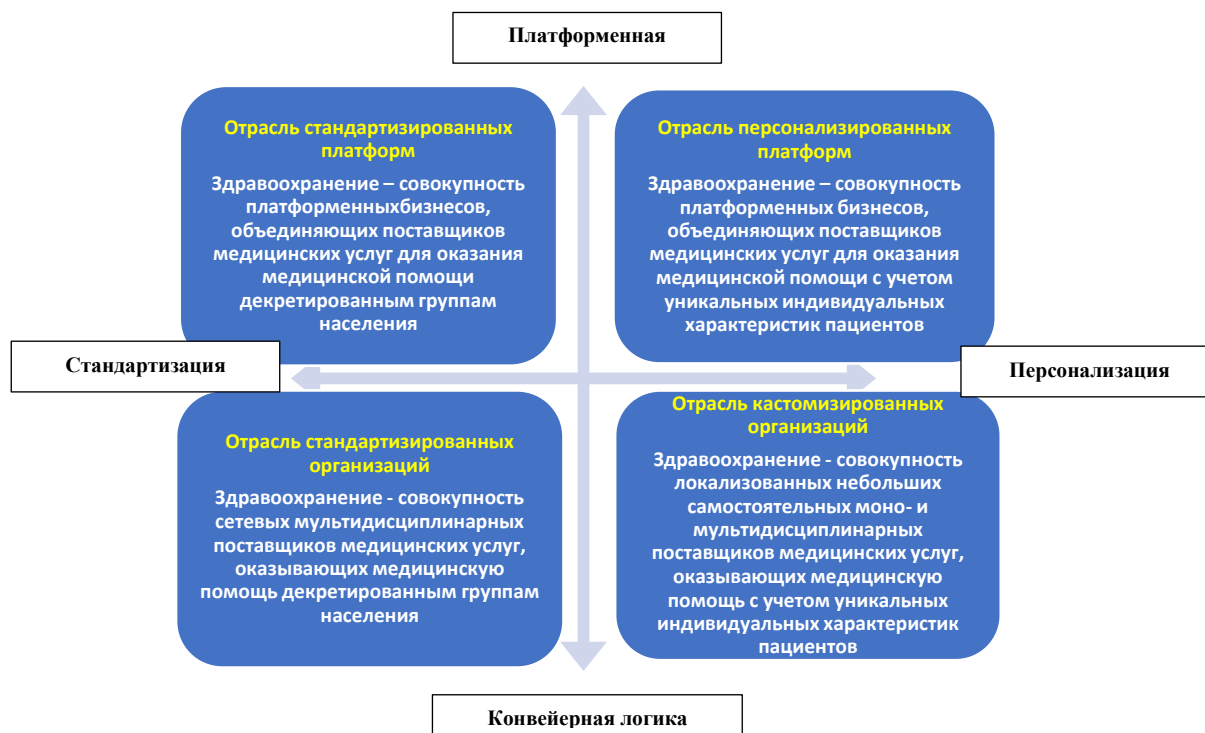 Платформенная
Отрасль стандартизированных
платформ
Здравоохранение – совокупность
платформенныхбизнесов,
объединяющих поставщиков
медицинских услуг для оказания
медицинской помощи
декретированным группам
населения
Отрасль персонализированных
платформ
Здравоохранение – совокупность
платформенных бизнесов,
объединяющих поставщиков
медицинских услуг для оказания
медицинской помощи с учетом
уникальных индивидуальных
характеристик пациентов
Стандартизация
Персонализация
Отрасль стандартизированных
организаций
Здравоохранение - совокупность
сетевых мультидисциплинарных
поставщиков медицинских услуг,
оказывающих медицинскую
помощь декретированным группам
населения
Отрасль кастомизированных
организаций
Здравоохранение - совокупность
локализованных небольших
самостоятельных моно- и
мультидисциплинарных
поставщиков медицинских услуг,
оказывающих медицинскую
помощь с учетом уникальных
индивидуальных характеристик
пациентов
Конвейерная логика